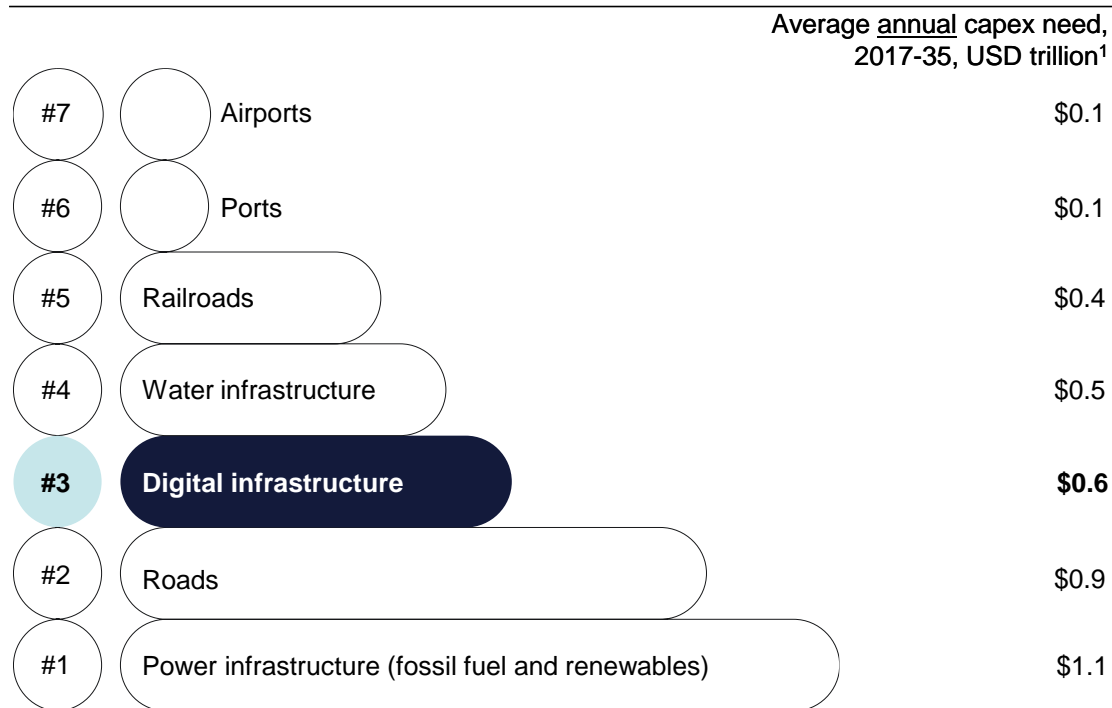 Average annual capex need,
2017-35, USD trillion¹
#7 Airports $0.1
#6 Ports $0.1
#5 Railroads $0.4
#4 Water infrastructure $0.5
#3 Digital infrastructure $0.6
#2 Roads $0.9
#1 Power infrastructure (fossil fuel and renewables) $1.1